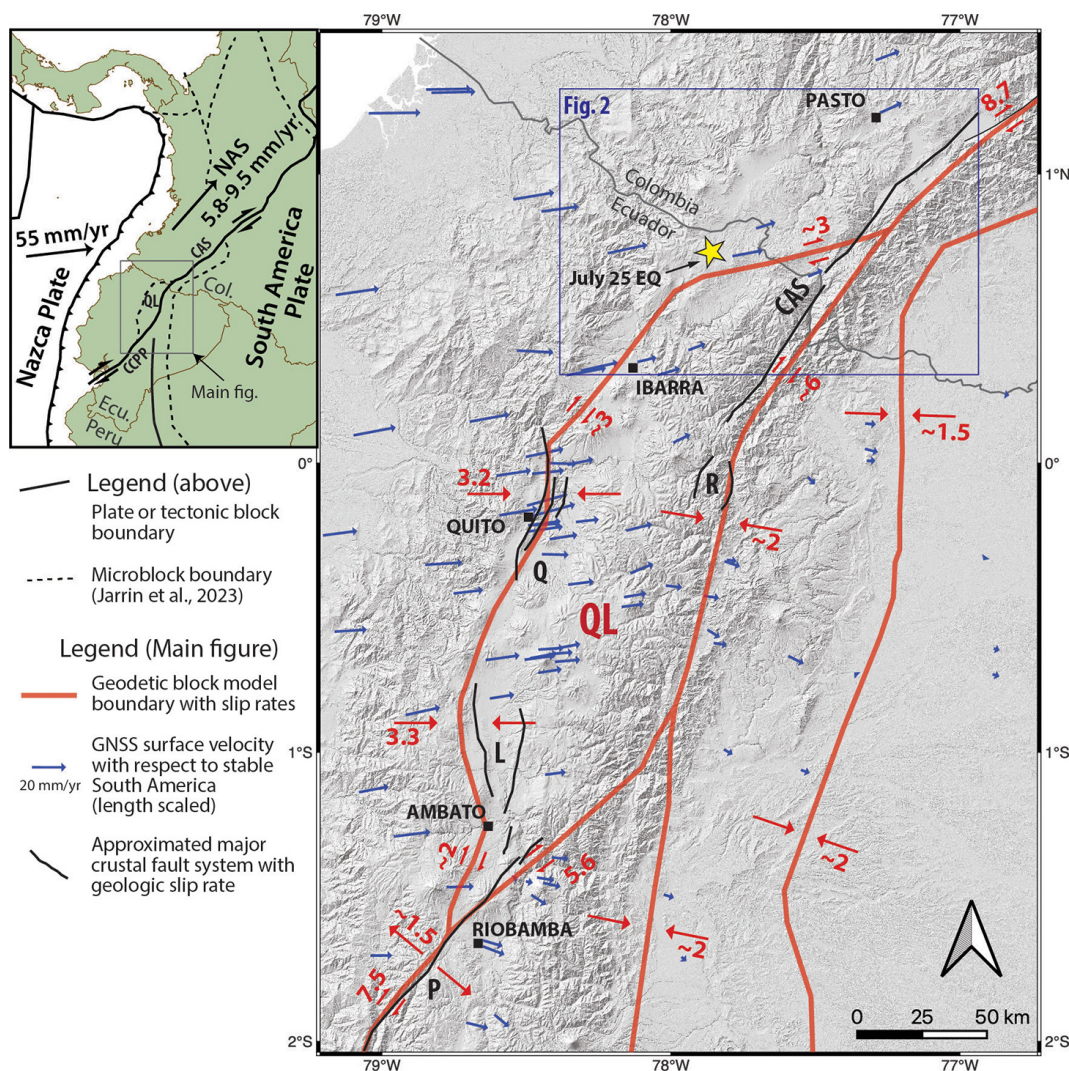 79°W
78°W
77°W
1°N
0°
1°S
2°S
79°W
78°W
77°W
55 mm/yr
Nazca Plate
NAS
5.8-9.5 mm/yr
CAS
QL
Col.
CCPP
South America
Plate
Main fig.
Ecu.
Peru
Legend (above)
Plate or tectonic block
boundary
Microblock boundary
(Jarrin et al., 2023)
Legend (Main figure)
Geodetic block model
boundary with slip rates
GNSS surface velocity
with respect to stable
20 mm/yr South America
(length scaled)
Approximated major
crustal fault system with
geologic slip rate
Fig. 2
PASTO
8.7
Colombia
Ecuador
~3
July 25 EQ
CAS
IBARRA
~6
~3
~1.5
3.2
R
QUITO
~2
Q
QL
3.3
L
AMBATO
~2
~2
5.6
~1.5
RIOBAMBA
~2
7.5
P
0 25 50 km